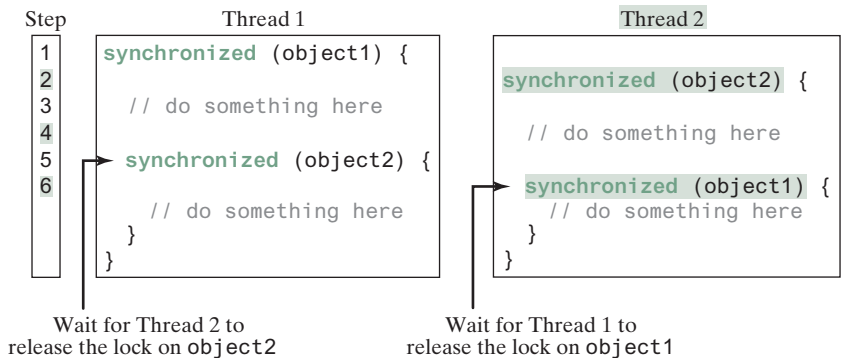 Step Thread 1 Thread 2
1 synchronized (object1) {
2 synchronized (object2) {
3 // do something here
4 // do something here
5 synchronized (object2) {
6 synchronized (object1) {
// do something here // do something here
} }
} }
Wait for Thread 2 to Wait for Thread 1 to
release the lock on object2 release the lock on object1